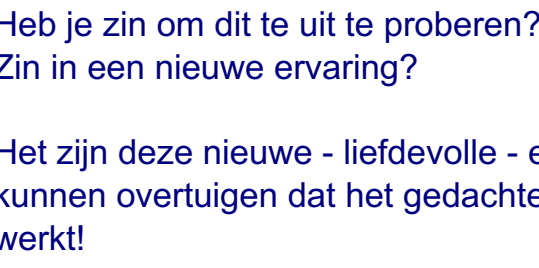 Heb je zin om dit te uit te proberen?
Zin in een nieuwe ervaring?
Het zijn deze nieuwe - liefdevolle - e
kunnen overtuigen dat het gedachte
werkt!